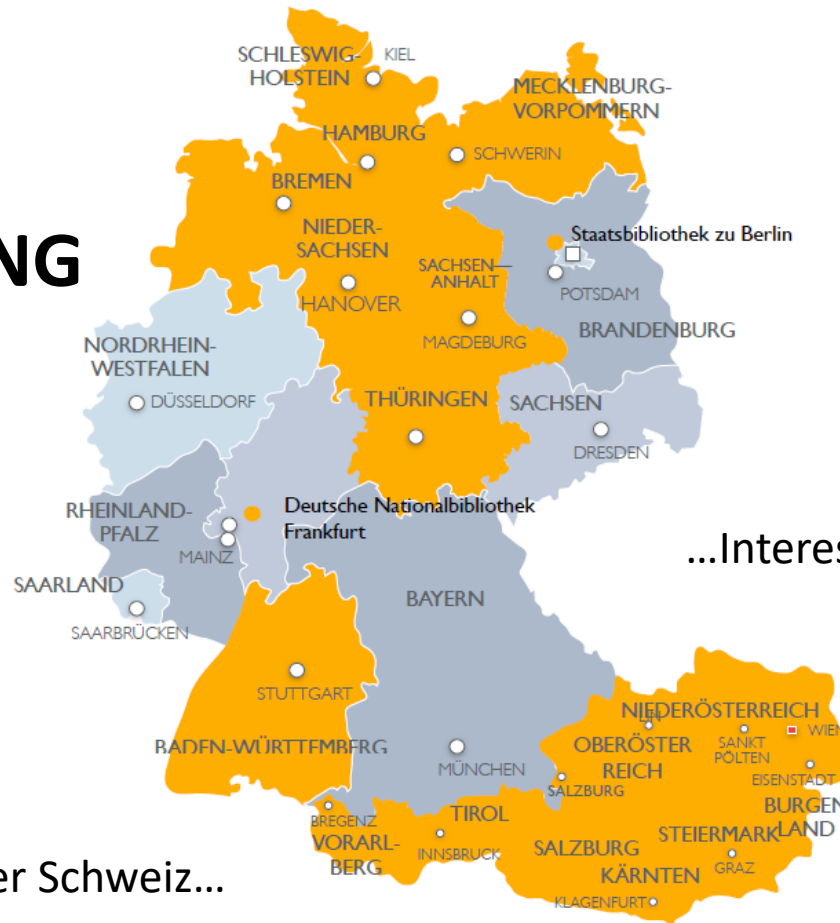 SCHLESWIG-
HOLSTEIN
KIEL
MECKLENBURG-
VORPOMMERN
HAMBURG
SCHWERIN
BREMEN
NG
NIEDER-
SACHSEN
Staatsbibliothek zu Berlin
SACHSEN—
ANHALT
HANOVER
POTSDAM
MAGDEBURG
BRANDENBURG
NORDRHEIN-
WESTFALEN
DÜSSELDORF
THÜRINGEN
SACHSEN
DRESDEN
RHEINLAND-
PFALZ
MAINZ
Deutsche Nationalbibliothek
Frankfurt
...Interes
SAARLAND
SAARBRÜCKEN
BAYERN
STUTTGART
BADEN-WÜRTTEMBERG
MÜNCHEN
NIEDERÖSTERREICH
LIN
WIEN
OBERÖSTER
REICH
SANKT
PÖLTEN
EISENSTADT
SALZBURG
BREGENZ
VORARL-
BERG
TIROL
INNSBRUCK
SALZBURG
STEIERMARK
BURGEN
LAND
GRAZ
KÄRNTEN
KLAGENFURT
er Schweiz...